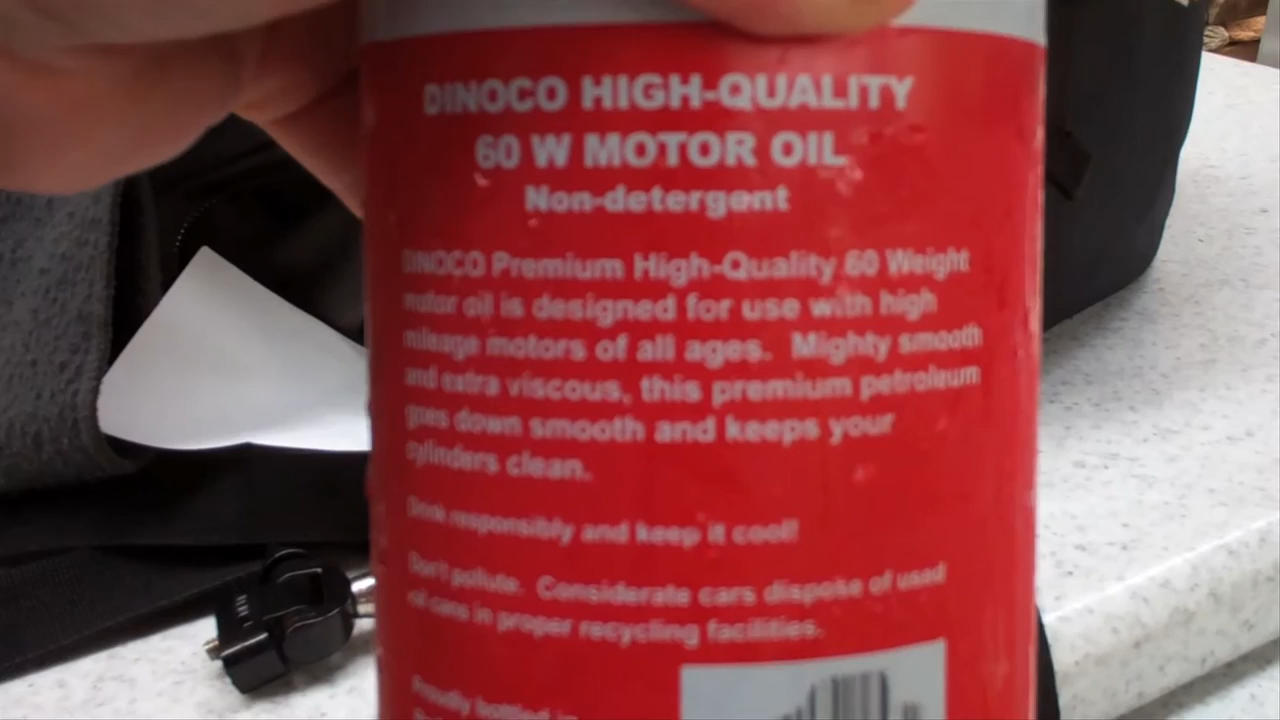 DINOCO HIGH-QUALITY
60 W MOTOR OIL
Non-detergent
DINOCO Premium High-Quality 60 Weight
motor oil is designed for use with high
mileage motors of all ages. Mighty smooth
and extra viscous, this premium petroleum
goes down smooth and keeps your
cylinders clean.
Drink responsibly and keep it cool!
Don't pollute. Considerate cars dispose of used
oil cans in proper recycling facilities.
Proudly bottled in